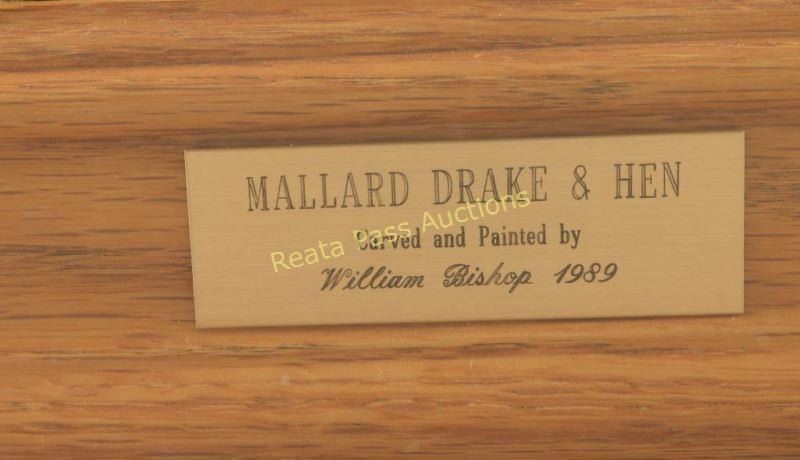 MALLARD DRAKE & HEN
Carved and Painted by
William Bishop 1989
Reata Pass Auctions